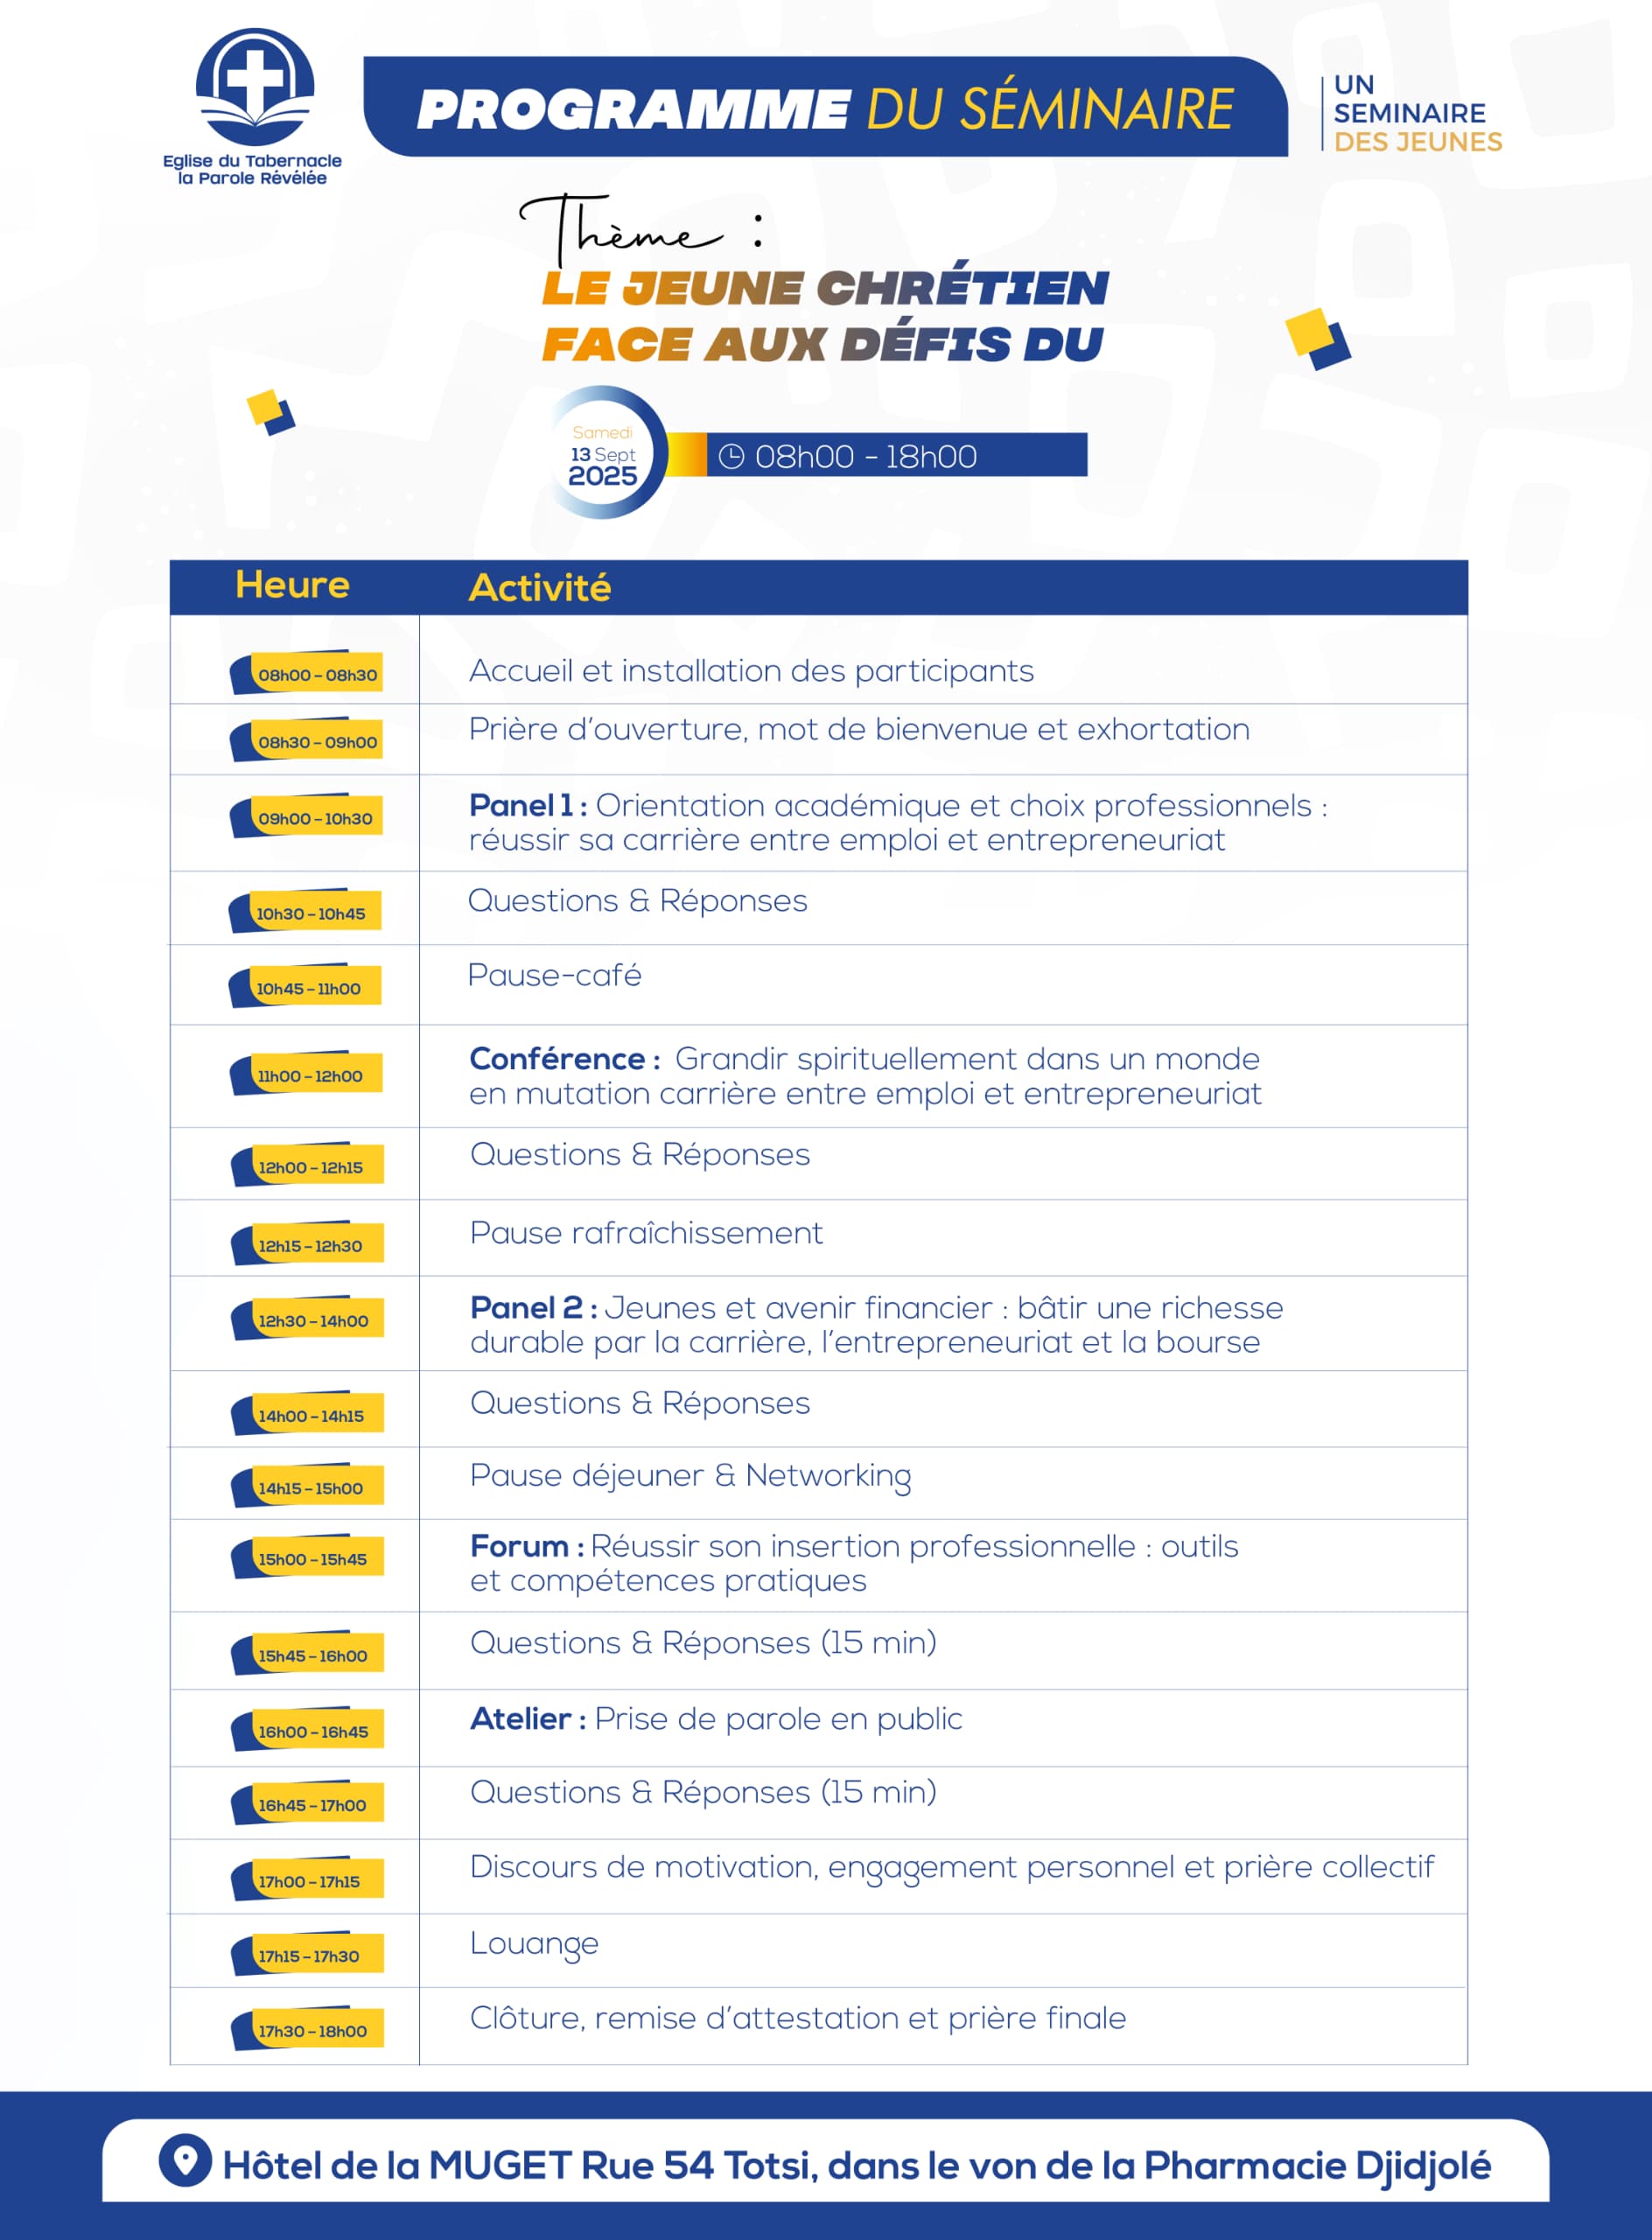 Eglise du Tabernacle
la Parole Révélée
PROGRAMME DU SÉMINAIRE
UN
SEMINAIRE
DES JEUNES
Thème :
LE JEUNE CHRÉTIEN
FACE AUX DÉFIS DU
Samedi
13 Sept
2025
08h00 - 18h00
Heure Activité
08h00 - 08h30 Accueil et installation des participants
08h30 - 09h00 Prière d'ouverture, mot de bienvenue et exhortation
09h00 - 10h30 Panel 1 : Orientation académique et choix professionnels :
réussir sa carrière entre emploi et entrepreneuriat
10h30 - 10h45 Questions & Réponses
10h45 - 11h00 Pause-café
11h00 - 12h00 Conférence : Grandir spirituellement dans un monde
en mutation carrière entre emploi et entrepreneuriat
12h00 - 12h15 Questions & Réponses
12h15 - 12h30 Pause rafraîchissement
12h30 - 14h00 Panel 2 : Jeunes et avenir financier : bâtir une richesse
durable par la carrière, l'entrepreneuriat et la bourse
14h00 - 14h15 Questions & Réponses
14h15 - 15h00 Pause déjeuner & Networking
15h00 - 15h45 Forum : Réussir son insertion professionnelle : outils
et compétences pratiques
15h45 - 16h00 Questions & Réponses (15 min)
16h00 - 16h45 Atelier : Prise de parole en public
16h45 - 17h00 Questions & Réponses (15 min)
17h00 - 17h15 Discours de motivation, engagement personnel et prière collectif
17h15 - 17h30 Louange
17h30 - 18h00 Clôture, remise d'attestation et prière finale
Hôtel de la MUGET Rue 54 Totsi, dans le von de la Pharmacie Djidjolé